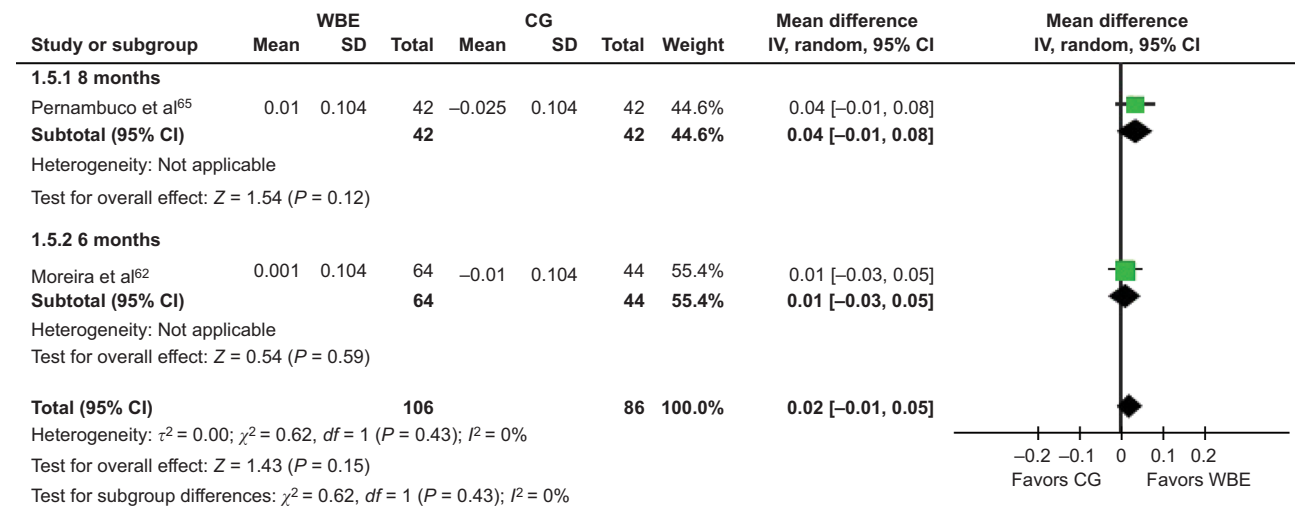 WBE CG Mean difference Mean difference
Study or subgroup Mean SD Total Mean SD Total Weight IV, random, 95% CI IV, random, 95% CI
1.5.1 8 months
Pernambuco et al65 0.01 0.104 42 –0.025 0.104 42 44.6% 0.04 [–0.01, 0.08]
Subtotal (95% CI) 42 42 44.6% 0.04 [–0.01, 0.08]
Heterogeneity: Not applicable
Test for overall effect: Z = 1.54 (P = 0.12)
1.5.2 6 months
Moreira et al62 0.001 0.104 64 –0.01 0.104 44 55.4% 0.01 [–0.03, 0.05]
Subtotal (95% CI) 64 44 55.4% 0.01 [–0.03, 0.05]
Heterogeneity: Not applicable
Test for overall effect: Z = 0.54 (P = 0.59)
Total (95% CI) 106 86 100.0% 0.02 [–0.01, 0.05]
Heterogeneity: τ2 = 0.00; χ2 = 0.62, df = 1 (P = 0.43); I2 = 0%
Test for overall effect: Z = 1.43 (P = 0.15)
Test for subgroup differences: χ2 = 0.62, df = 1 (P = 0.43); I2 = 0%
–0.2 –0.1 0 0.1 0.2
Favors CG Favors WBE